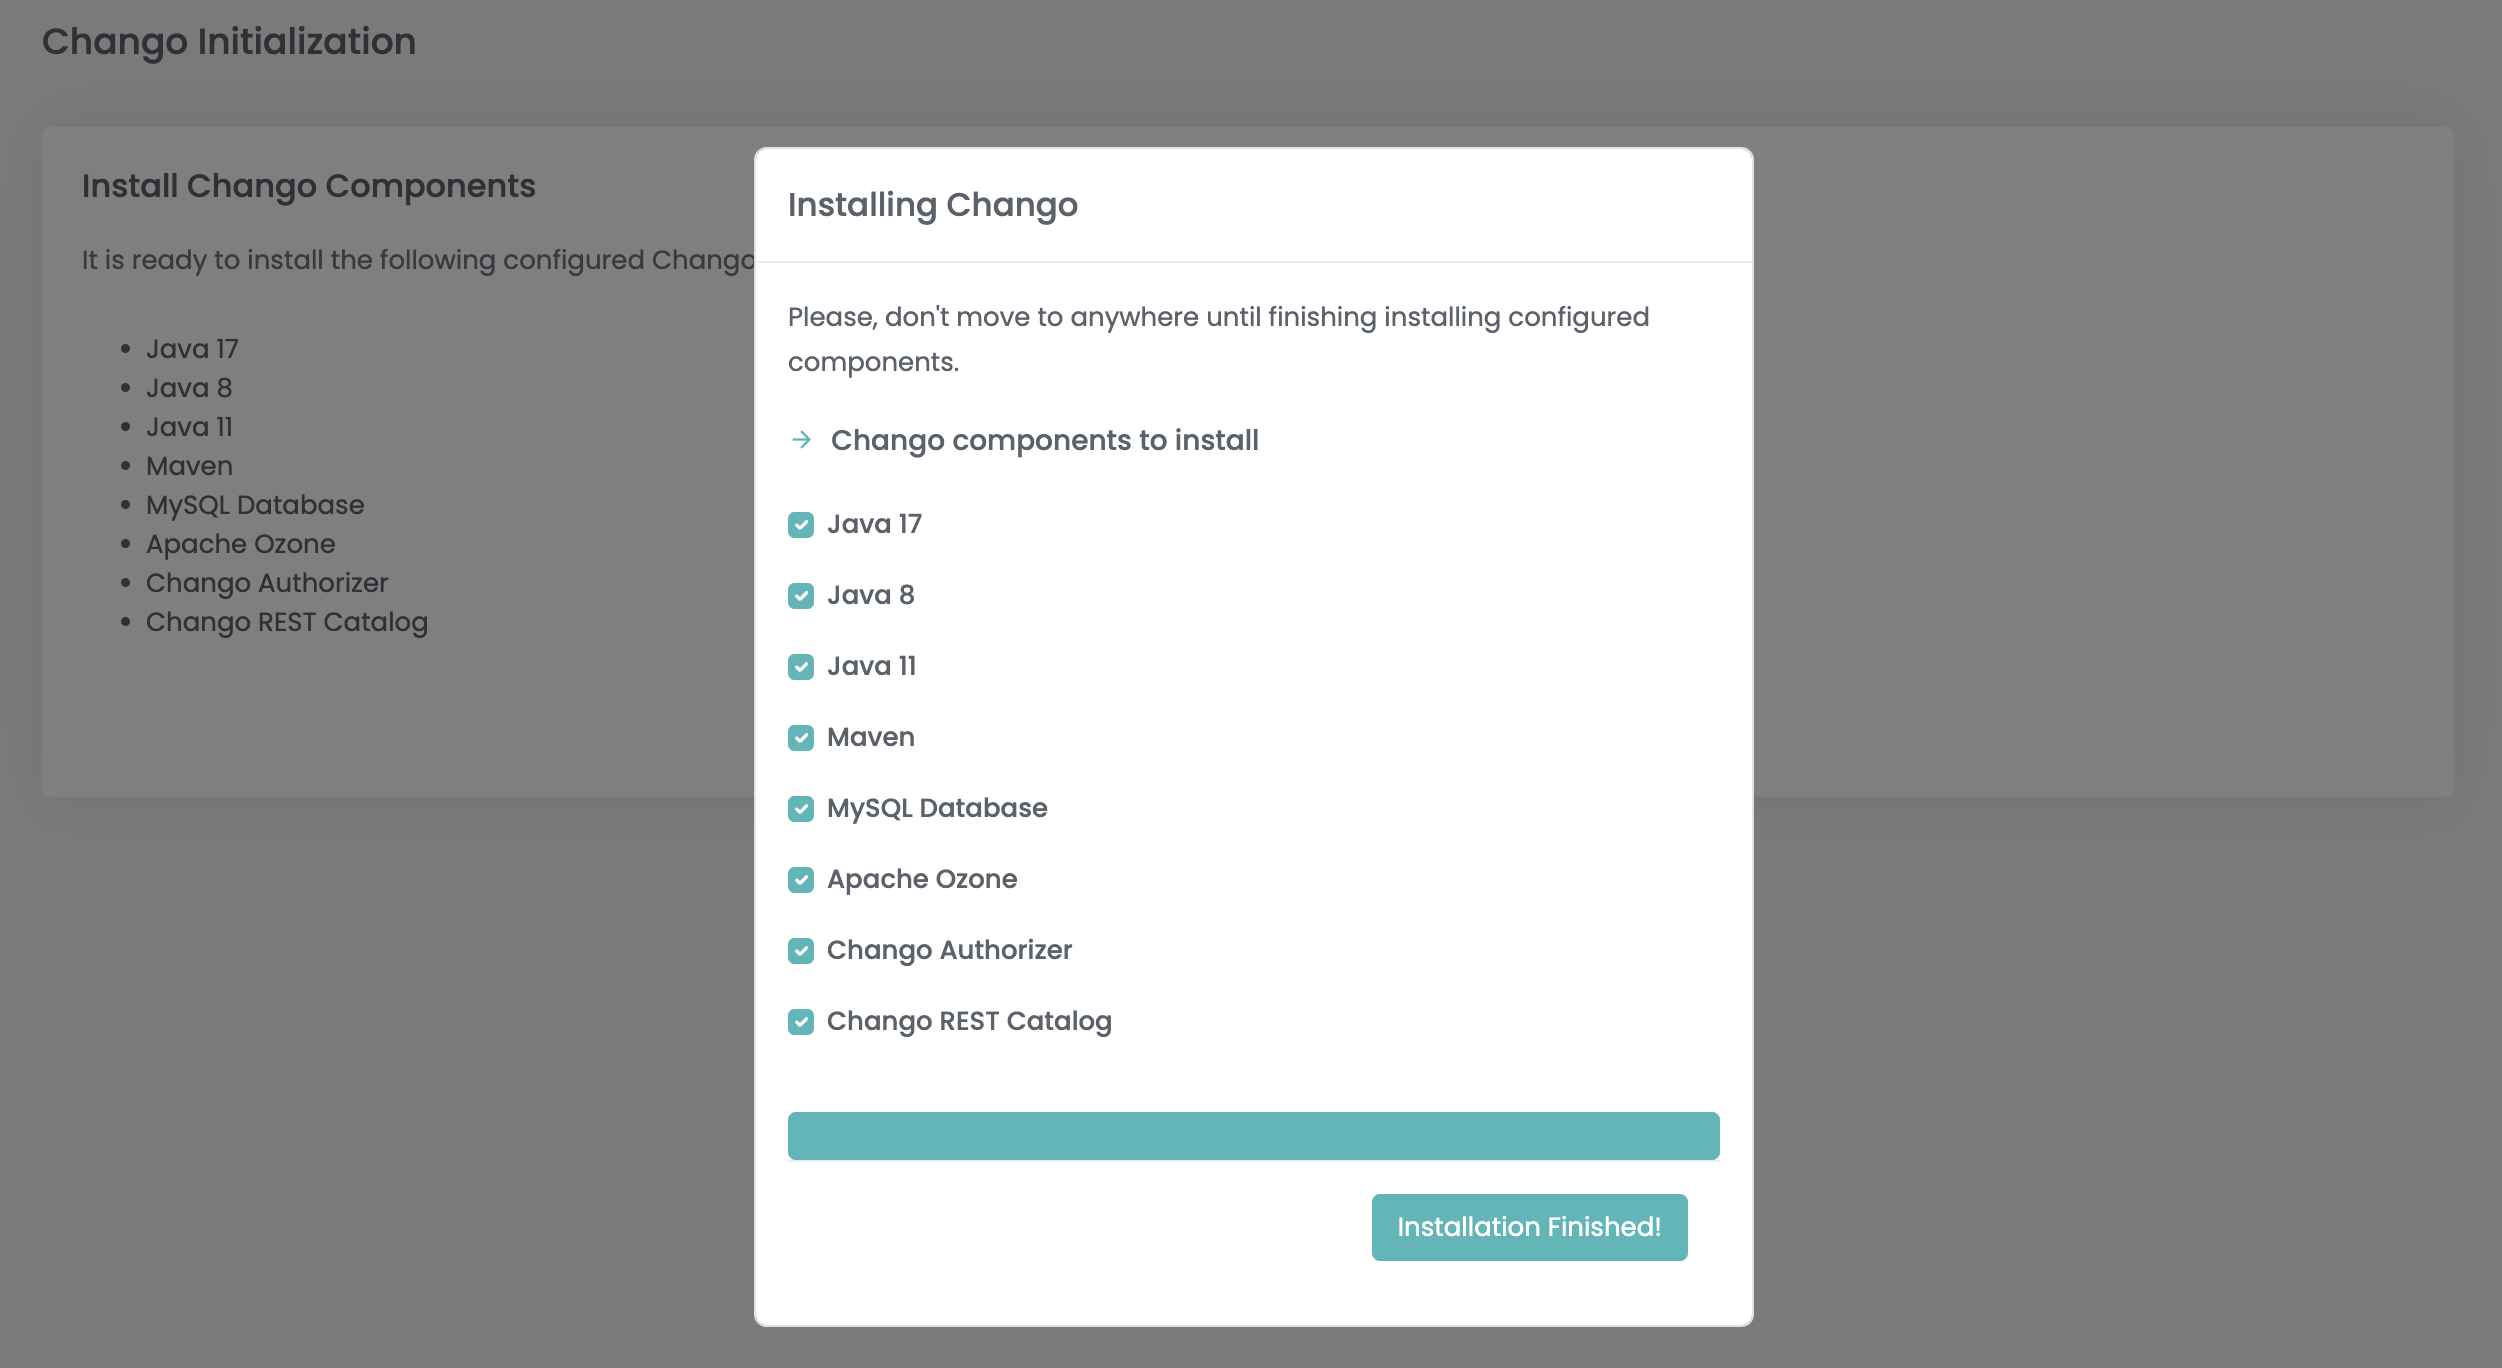 Chango Initialization
Install Chango Components
It is ready to install the following configured Chango
Java 17
Java 8
Java 11
Maven
MySQL Database
Apache Ozone
Chango Authorizer
Chango REST Catalog
Installing Chango
Please, don't move to anywhere until finishing installing configured
components.
Chango components to install
Java 17
Java 8
Java 11
Maven
MySQL Database
Apache Ozone
Chango Authorizer
Chango REST Catalog
Installation Finished!